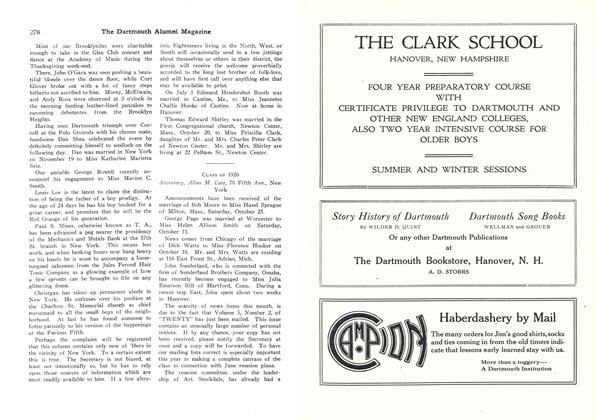 278 The Dartmouth Alumni Magazine
Most of our Brooklynites were charitable
enough to take in the Glee Club concert and
dance at the Academy of Music during the
Thanksgiving week-end.
There, John O'Gara was seen pushing a beau-
tiful blonde over the dance floor, while Curt
Glover broke out with a lot of fancy steps
hitherto not ascribed to him. Morey, McElwain,
and Andy Ross were observed at 3 o'clock in
the morning feeding leather-lined pancakes to
careening debutantes from the Brooklyn
Heights.
Having seen Dartmouth triumph over Cor-
nell at the Polo Grounds with his chosen mate,
handsome Dan Shea celebrated the event by
definitely committing himself to wedlock on the
following day. Dan was married in New York
on November 19 to Miss Katharine Marietta
Seitz.
Our amiable George Rowell recently an-
nounced his engagement to Miss Marion C.
Smith.
Louis Lee is the latest to claim the distinc-
tion of being the father of a boy prodigy. At
the age of 24 days he has his boy booked for a
great career, and promises that he will be the
Red Grange of his generation.
Paul S. Miner, otherwise known as T. A.,
has been advanced a peg nearer the presidency
of the Mechanics and Metals Bank at the 57th
St. branch in New York. This means less
work, and where banking hours now hang heavy
on his hands he is wont to accompany a loose-
tongued salesman from the Jules Ferond Hair
Tonic Company as a glowing example of how
a few sprouts can be brought to life on any
glittering dome.
Christgau has taken up permanent abode in
New York. He enthuses over his position at
the Charlton St. Memorial church as chief
nursemaid to all the small boys of the neigh-
borhood. At last he has found someone to
listen patiently to his version of the happenings
at the Furious Fifth.
Perhaps the complaint will be registered
that this column contains only new of 'Hers in
the vicinity of New York. To a certain extent
this is true. The Secretary is not biased, at
least not intentionally so, but he has to rely
upon those sources of information which are
most readily available to him. If a few altru-
istic Eighteeners living in the North, West, or
South will occasionally send in a few jottings
about themselves or others in their district, the
gossip will receive the welcome proverbially
accorded to the long lost brother of folk-lore,
and will have first call over anything else that
may be available to print.
On July 2 Edmund Hendershot Booth was
married in Castine, Me., to Miss Jeannette
Challis Hooke of Castine. Now at home in
Hanover.
Thomas Edward Shirley was married in the
First Congregational church, Newton Center,
Mass., October 20, to Miss Priscilla Clark,
daughter of Mr. and Mrs. Charles Peter Clark
of Newton Center. Mr. and Mrs. Shirley are
living at 22 Pelham St., Newton Center.
CLASS OF 1920
Secretary, Allan M. Cate, 70 Fifth Ave., New
York
Announcements have been received of the
marriage of Bob Moore to Miss Hazel Sprague
of Milton, Mass., Saturday, October 25.
George Page was married at Worcester to
Miss Helen Allison Smith on Saturday,
October 11.
News comes from Chicago of the marriage
of Dick Watts to Miss Florence Hooker on
October 11. Mr. and Mrs. Watts are residing
at 116 East Front St., Adrian, Mich.
John Sunderland, who is connected with the
firm of Sunderland Brothers Company, Omaha,
has recently become engaged to Miss Julia
Emerson Bill of Hartford, Conn. During a
recent trip East, John spent about two weeks
in Hanover.
The scarcity of news items this month, is
due to the fact that Volume 3, Number 2, of
"TWENTY" has just been mailed. This issue
contains an unusually large number of personal
notices. If by any chance, your copy has not
been received, please notify the Secretary at
once and a copy will be forwarded. To have
our mailing lists correct is especially important
this year in making a complete canvass of the
class in connection with June reunion plans.
The reunion committee, under the leader-
ship of Art. Stockdale, has already had a
THE CLARK SCHOOL
HANOVER, NEW HAMPSHIRE
FOUR YEAR PREPARATORY COURSE
WITH
CERTIFICATE PRIVILEGE TO DARTMOUTH AND
OTHER NEW ENGLAND COLLEGES,
ALSO TWO YEAR INTENSIVE COURSE FOR
OLDER BOYS
SUMMER AND WINTER SESSIONS
Story History of Dartmouth Dartmouth Song Books
By WILDER D. QUINT WELLMAN and GROVER
Or any other Dartmouth Publications
at
The Dartmouth Bookstore, Hanover, N. H.
A. D. STORRS
CAMPION
Haberdashery by Mail
The many orders for Jim's good shirts, socks
and ties coming in from the old timers indi-
cate that lessons early learned stay with us.
More than a toggery—
A Dartmouth Institution